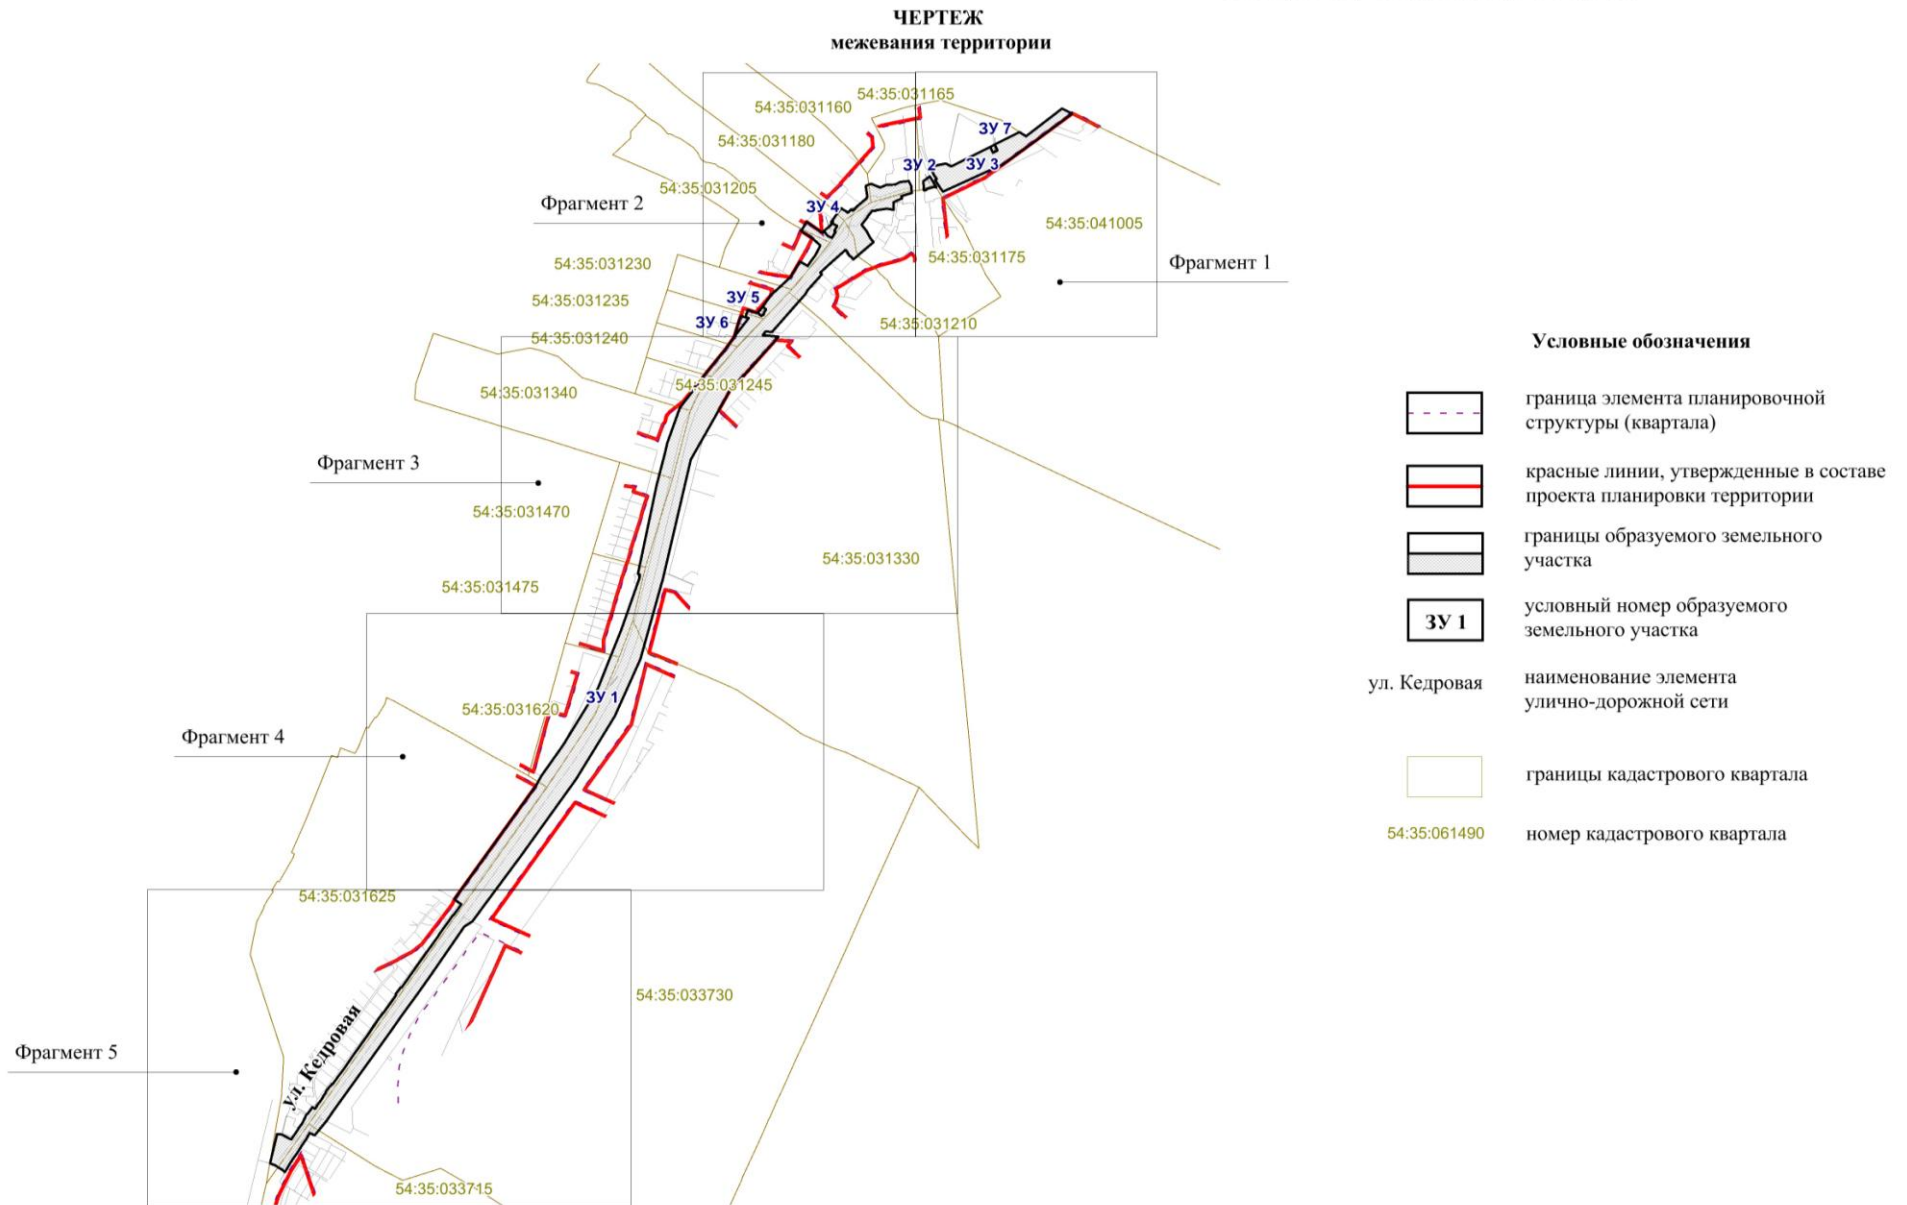 ЧЕРТЕЖ
межевания территории
54:35:031165
54:35:031160
ЗУ 7
54:35:031180
ЗУ 2
ЗУ 3
54:35:031205
Фрагмент 2
ЗУ 4
54:35:041005
54:35:031175
Фрагмент 1
54:35:031230
ЗУ 5
54:35:031235
ЗУ 6
54:35:031210
54:35:031240
54:35:031245
54:35:031340
Фрагмент 3
54:35:031470
54:35:031330
54:35:031475
ЗУ 1
54:35:031620
Фрагмент 4
54:35:031625
54:35:033730
ул. Кедровая
Фрагмент 5
54:35:033715
Условные обозначения
граница элемента планировочной
структуры (квартала)
красные линии, утвержденные в составе
проекта планировки территории
границы образуемого земельного
участка
ЗУ 1
условный номер образуемого
земельного участка
ул. Кедровая
наименование элемента
улично-дорожной сети
границы кадастрового квартала
54:35:061490
номер кадастрового квартала